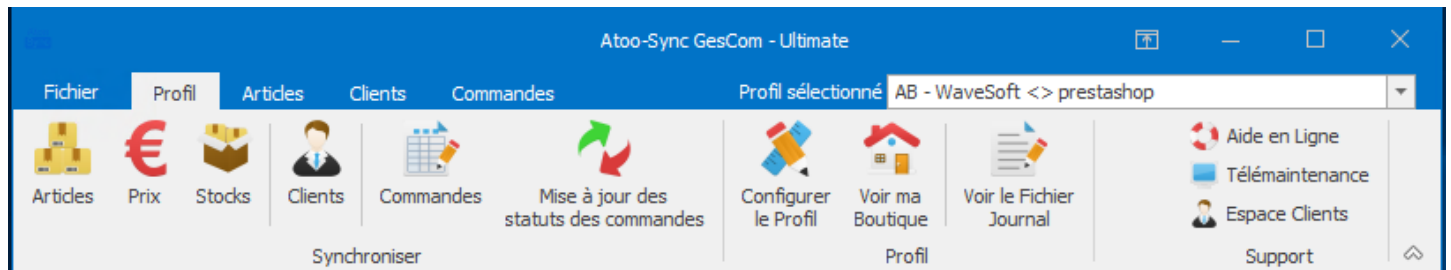 Atoo-Sync GesCom - Ultimate
Fichier Profil Articles Clients Commandes Profil sélectionné AB - WaveSoft <> prestashop
Articles Prix Stocks Clients Commandes Mise à jour des statuts des commandes
Configurer le Profil Voir ma Boutique Voir le Fichier Journal
Aide en Ligne
Télémaintenance
Espace Clients
Synchroniser Profil Support